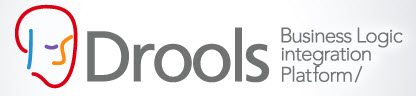 Drools
Business Logic
integration
Platform/